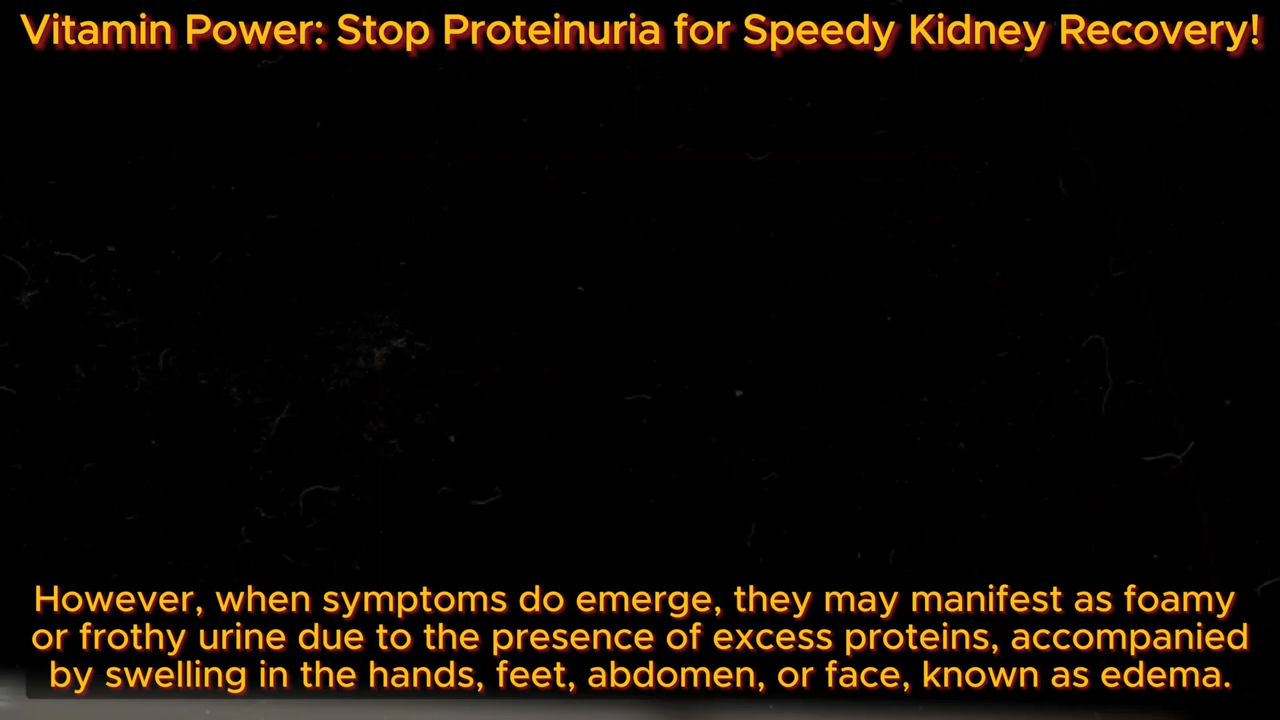 Vitamin Power: Stop Proteinuria for Speedy Kidney Recovery!
However, when symptoms do emerge, they may manifest as foamy
or frothy urine due to the presence of excess proteins, accompanied
by swelling in the hands, feet, abdomen, or face, known as edema.